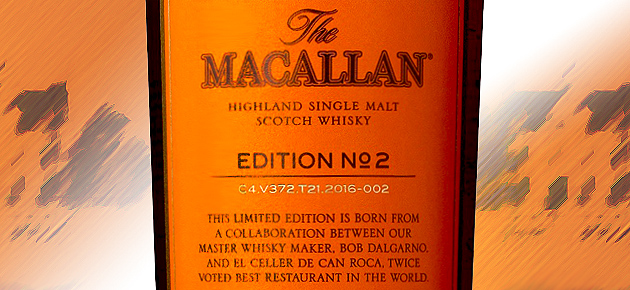 The
MACALLAN®
HIGHLAND SINGLE MALT
SCOTCH WHISKY
EDITION Nº2
C4.V372.T21.2016-002
THIS LIMITED EDITION IS BORN FROM
A COLLABORATION BETWEEN OUR
MASTER WHISKY MAKER, BOB DALGARNO,
AND EL CELLER DE CAN ROCA, TWICE
VOTED BEST RESTAURANT IN THE WORLD.